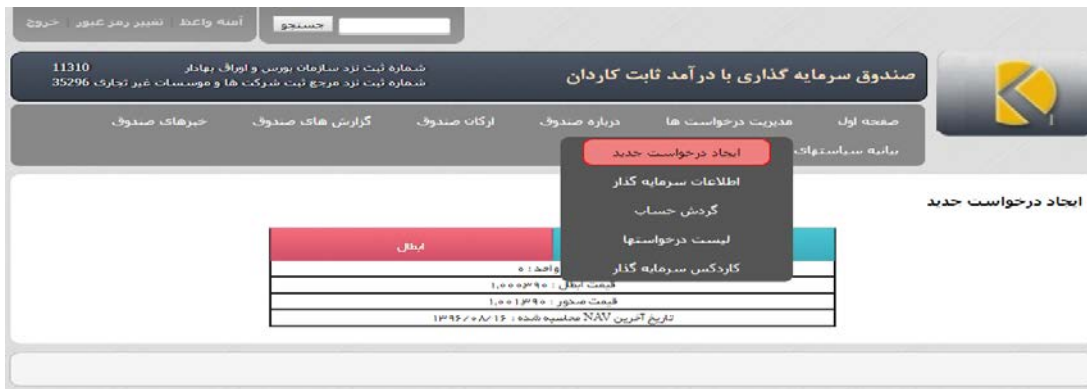 جستجو
آمنه واعظ
تغییر رمز عبور
خروج
صندوق سرمایه گذاری با درآمد ثابت کاردان
شماره ثبت نزد سازمان بورس و اوراق بهادار 11310
شماره ثبت نزد مرجع ثبت شرکت ها و موسسات غیر تجاری 35296
صفحه اول
مدیریت درخواست ها
درباره صندوق
ارکان صندوق
گزارش های صندوق
خبرهای صندوق
بیانیه سیاستهای
ایجاد درخواست جدید
اطلاعات سرمایه گذار
گردش حساب
لیست درخواستها
کاردکس سرمایه گذار
ایجاد درخواست جدید
ابطال
واحد : ۰
قیمت ابطال : ۱,۰۰۰,۳۹۰
قیمت صدور : ۱,۰۰۱,۳۹۰
تاریخ آخرین NAV محاسبه شده : ۱۳۹۶/۰۸/۱۶